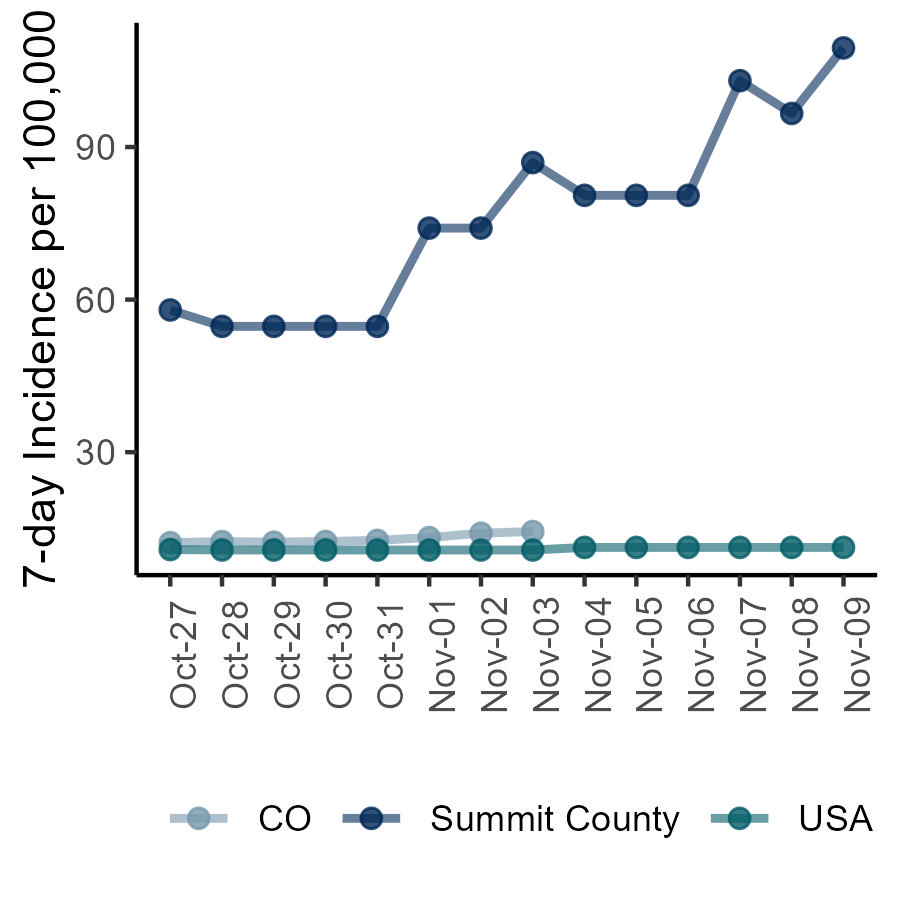 7-day Incidence per 100,000
90
60
30
Oct-27
Oct-28
Oct-29
Oct-30
Oct-31
Nov-01
Nov-02
Nov-03
Nov-04
Nov-05
Nov-06
Nov-07
Nov-08
Nov-09
CO Summit County USA